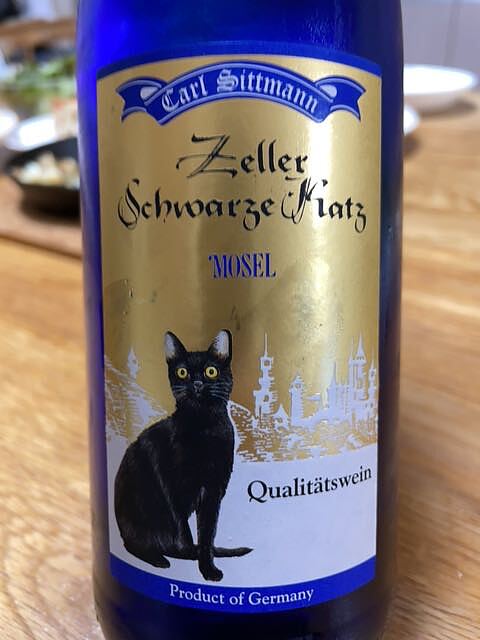 Carl Sittmann
Zeller
Schwarze Katz
MOSEL
Qualitätswein
Product of Germany